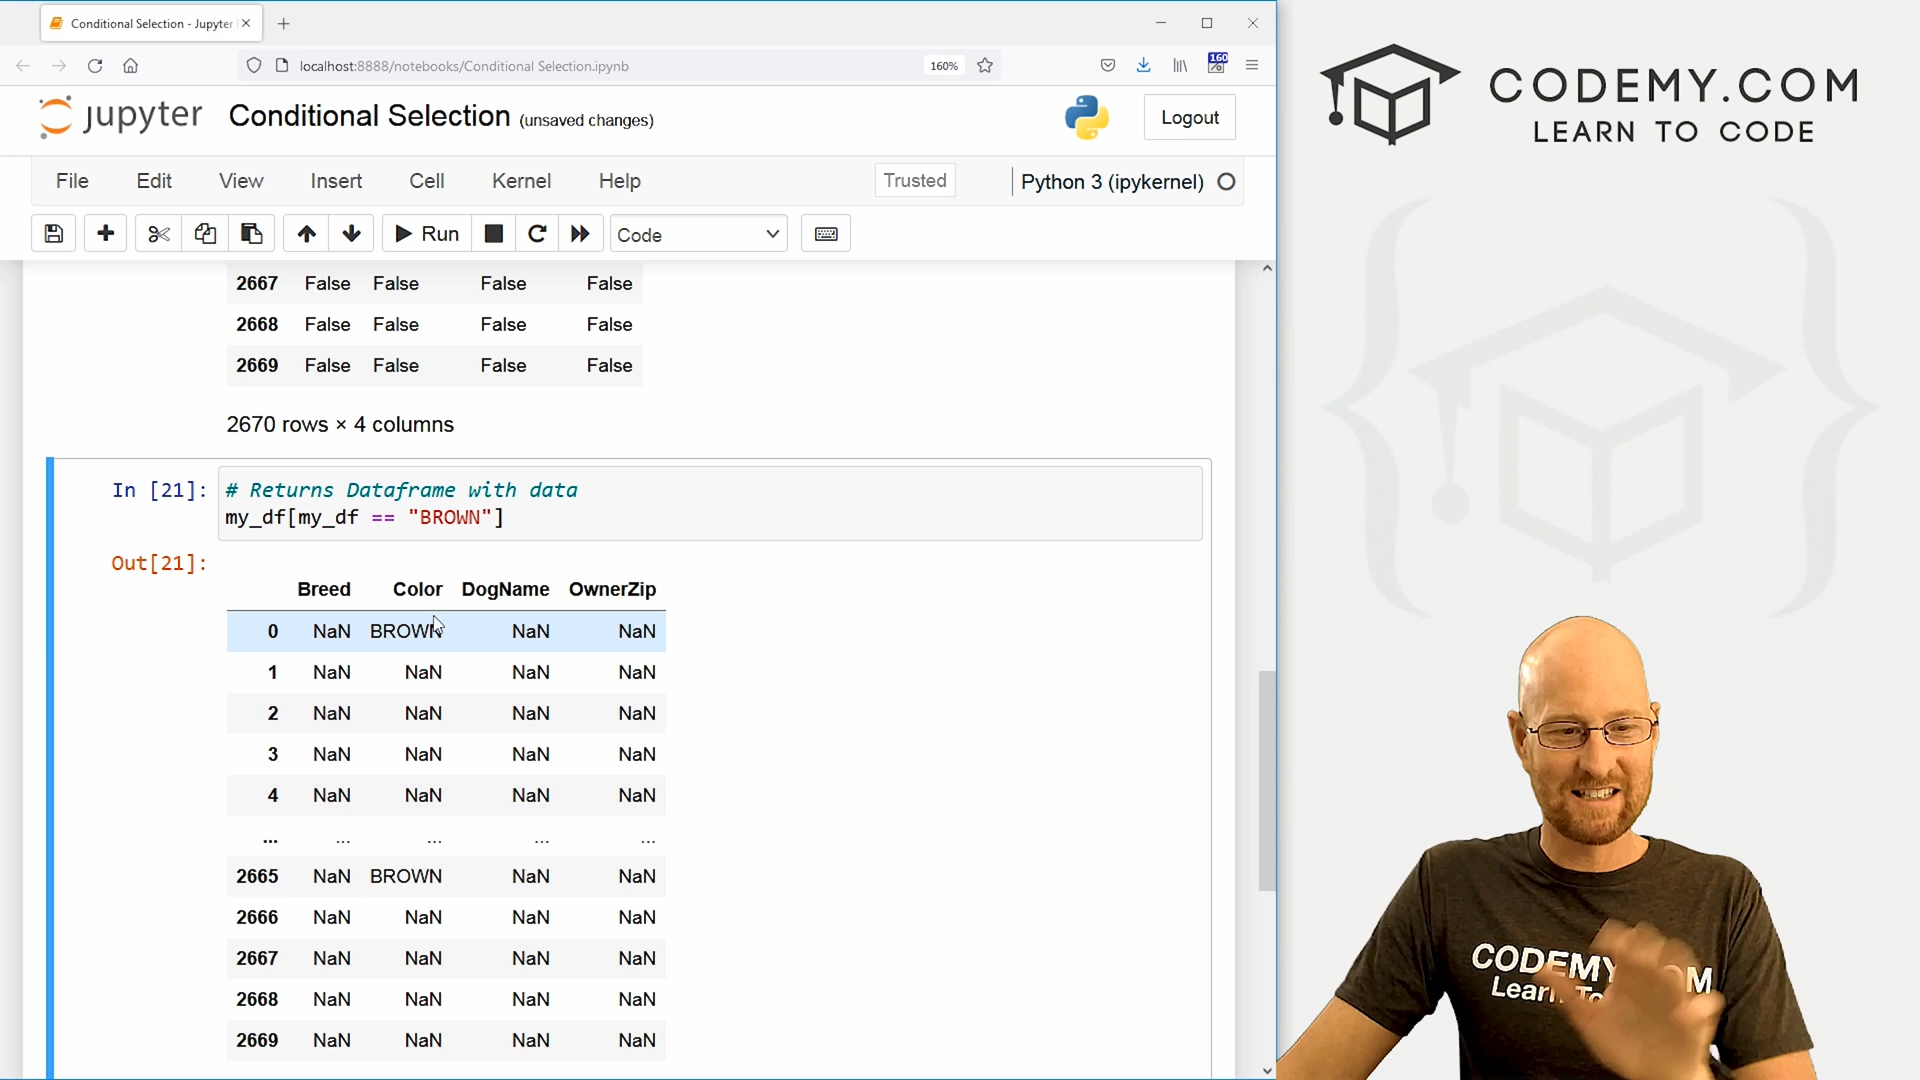 Conditional Selection - Jupyter
localhost:8888/notebooks/Conditional Selection.ipynb
160%
160
jupyter Conditional Selection (unsaved changes)
Logout
File Edit View Insert Cell Kernel Help
Trusted
Python 3 (ipykernel)
Run
Code
2667 False False False False
2668 False False False False
2669 False False False False
2670 rows × 4 columns
In [21]:
# Returns Dataframe with data
my_df[my_df == "BROWN"]
Out[21]:
Breed Color DogName OwnerZip
0 NaN BROWN NaN NaN
1 NaN NaN NaN NaN
2 NaN NaN NaN NaN
3 NaN NaN NaN NaN
4 NaN NaN NaN NaN
... ... ... ... ...
2665 NaN BROWN NaN NaN
2666 NaN NaN NaN NaN
2667 NaN NaN NaN NaN
2668 NaN NaN NaN NaN
2669 NaN NaN NaN NaN
CODEMY.COM
LEARN TO CODE